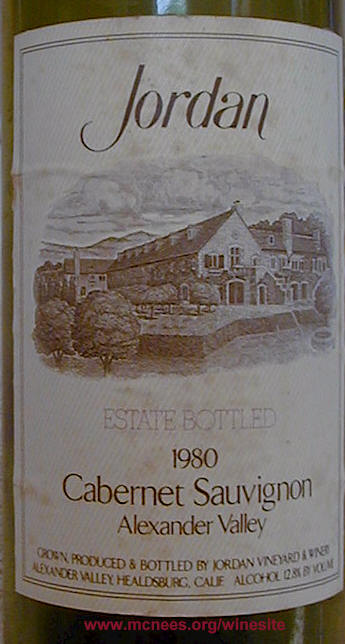 Jordan
ESTATE BOTTLED
1980
Cabernet Sauvignon
Alexander Valley
GROWN, PRODUCED & BOTTLED BY JORDAN VINEYARD & WINERY
ALEXANDER VALLEY, HEALDSBURG, CALIF. ALCOHOL 12.8% BY VOLUME
www.mcnees.org/winesite